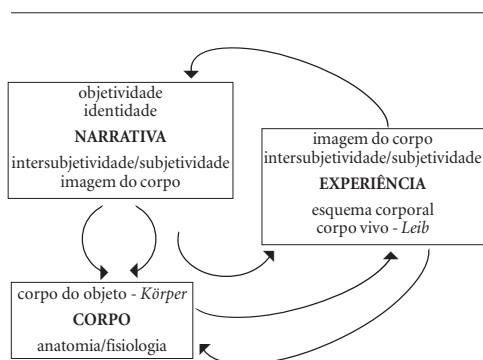 objetividade
identidade
NARRATIVA
intersubjetividade/subjetividade
imagem do corpo
imagem do corpo
intersubjetividade/subjetividade
EXPERIÊNCIA
esquema corporal
corpo vivo - Leib
corpo do objeto - Körper
CORPO
anatomia/fisiologia